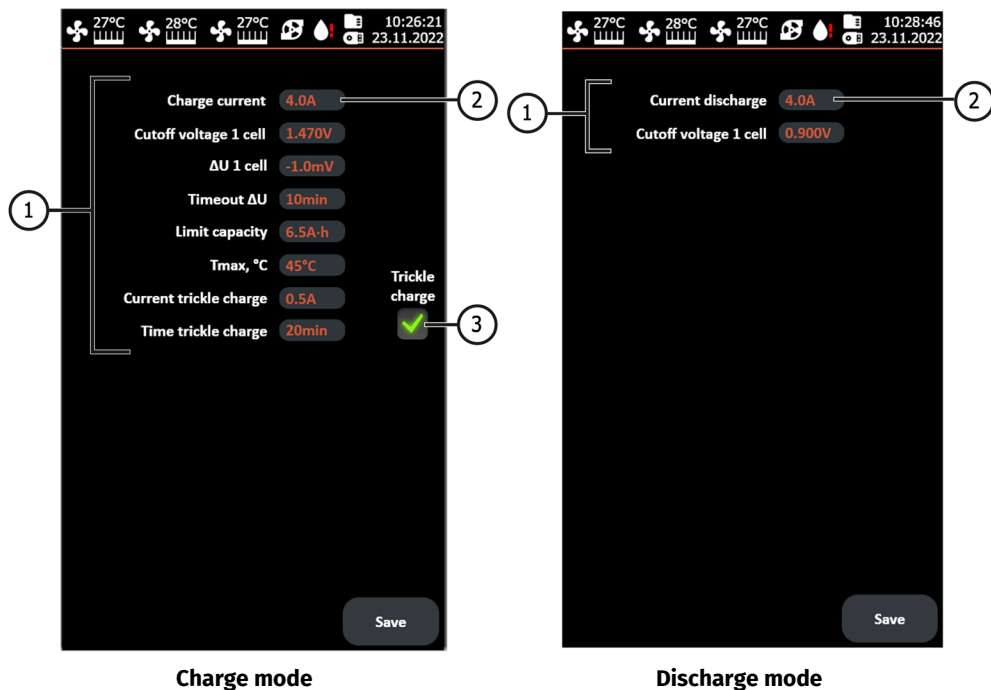 27°C 28°C 27°C ! 10:26:21
23.11.2022
Charge current 4.0A
Cutoff voltage 1 cell 1.470V
ΔU 1 cell -1.0mV
Timeout ΔU 10min
Limit capacity 6.5A·h
Tmax, °C 45°C
Current trickle charge 0.5A
Time trickle charge 20min
Trickle
charge
1
2
3
Save
Charge mode
27°C 28°C 27°C ! 10:28:46
23.11.2022
Current discharge 4.0A
Cutoff voltage 1 cell 0.900V
1
2
Save
Discharge mode